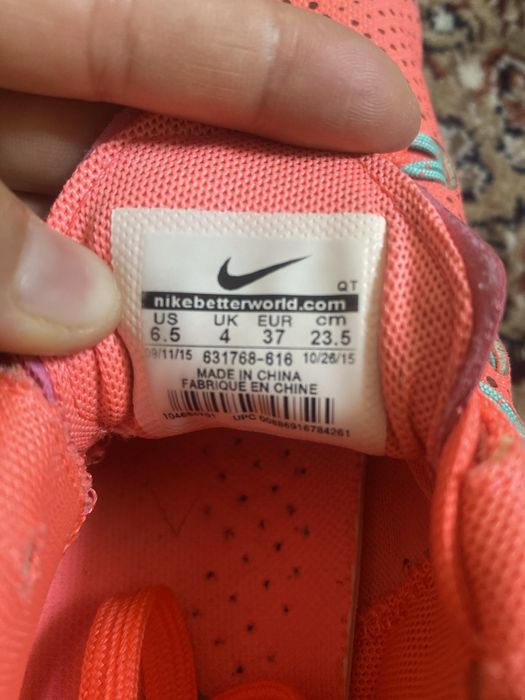 QT
nikebetterworld.com
US UK EUR cm
6.5 4 37 23.5
09/11/15 631768-616 10/26/15
MADE IN CHINA
FABRIQUE EN CHINE
UPC 00886916784261